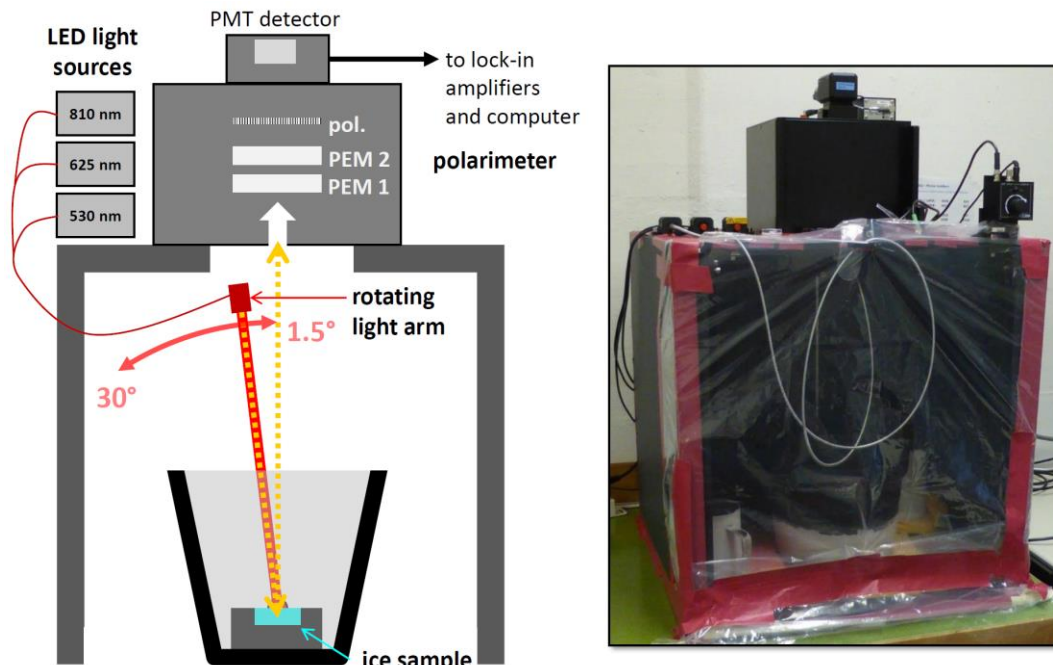 PMT detector
LED light
sources
to lock-in
amplifiers
and computer
810 nm
625 nm
530 nm
pol.
PEM 2
PEM 1
polarimeter
rotating
light arm
1.5°
30°
ice sample